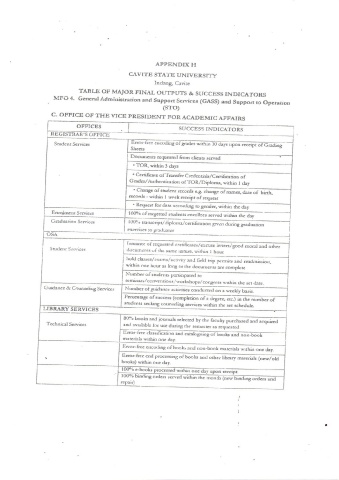 APPENDIX H
CAVITE STATE UNIVERSITY
Indang, Cavite
TABLE OF MAJOR FINAL OUTPUTS & SUCCESS INDICATORS
MFO 4. General Administration and Support Services (GASS) and Support to Operation
(STO)
C. OFFICE OF THE VICE PRESIDENT FOR ACADEMIC AFFAIRS
OFFICES
SUCCESS INDICATORS
REGISTRAR'S OFFICE
Student Services
Error-free encoding of grades within 10 days upon receipt of Grading
Sheets
Documents requested from clients served
• TOR, within 3 days
• Certificate of Transfer Credentials/Certification of
Grades/Authentication of TOR/Diploma, within 1 day
• Change of student records e.g. change of names, date of birth,
records - within 1 week receipt of request
• Request for data according to gender, within the day
Enrolment Services
100% of targeted students enrolled served within the day
Graduation Services
100% transcript/diploma/certification given during graduation
exercises to graduates
OSA
Student Services
Issuance of requested certificates/ good moral and other
documents of the same nature, within 1 hour
field classes/events/activity and field trip permits and
within one hour as long as the documents are complete
Number of students participated in
seminars/conventions/workshops/congress within the set date.
Guidance & Counseling Services
Number of guidance activities conducted on a weekly basis.
Percentage of success (completion of a degree, etc.) in the number of
students seeking counseling services within the set schedule.
LIBRARY SERVICES
Technical Services
80% books and journals selected by the faculty purchased and acquired
and available for use during the semester as requested
Error-free classification and cataloguing of books and non-book
materials within one day
Error-free encoding of books and non-book materials within one day
Error-free end processing of books and other library materials (new/old
books) within one day
100% e-books processed within one day upon receipt
100% binding orders served within the month (new binding orders and
repair)